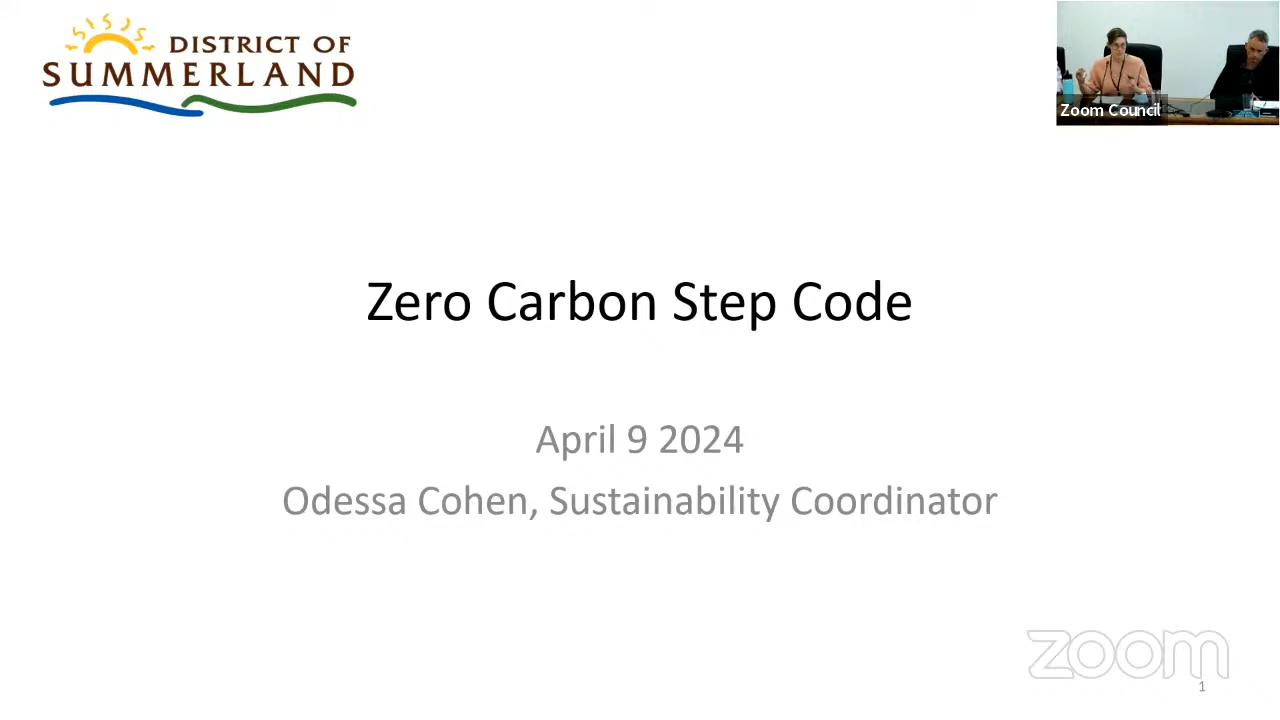 DISTRICT OF
SUMMERLAND
Zoom Council
Zero Carbon Step Code
April 9 2024
Odessa Cohen, Sustainability Coordinator
zoom
1